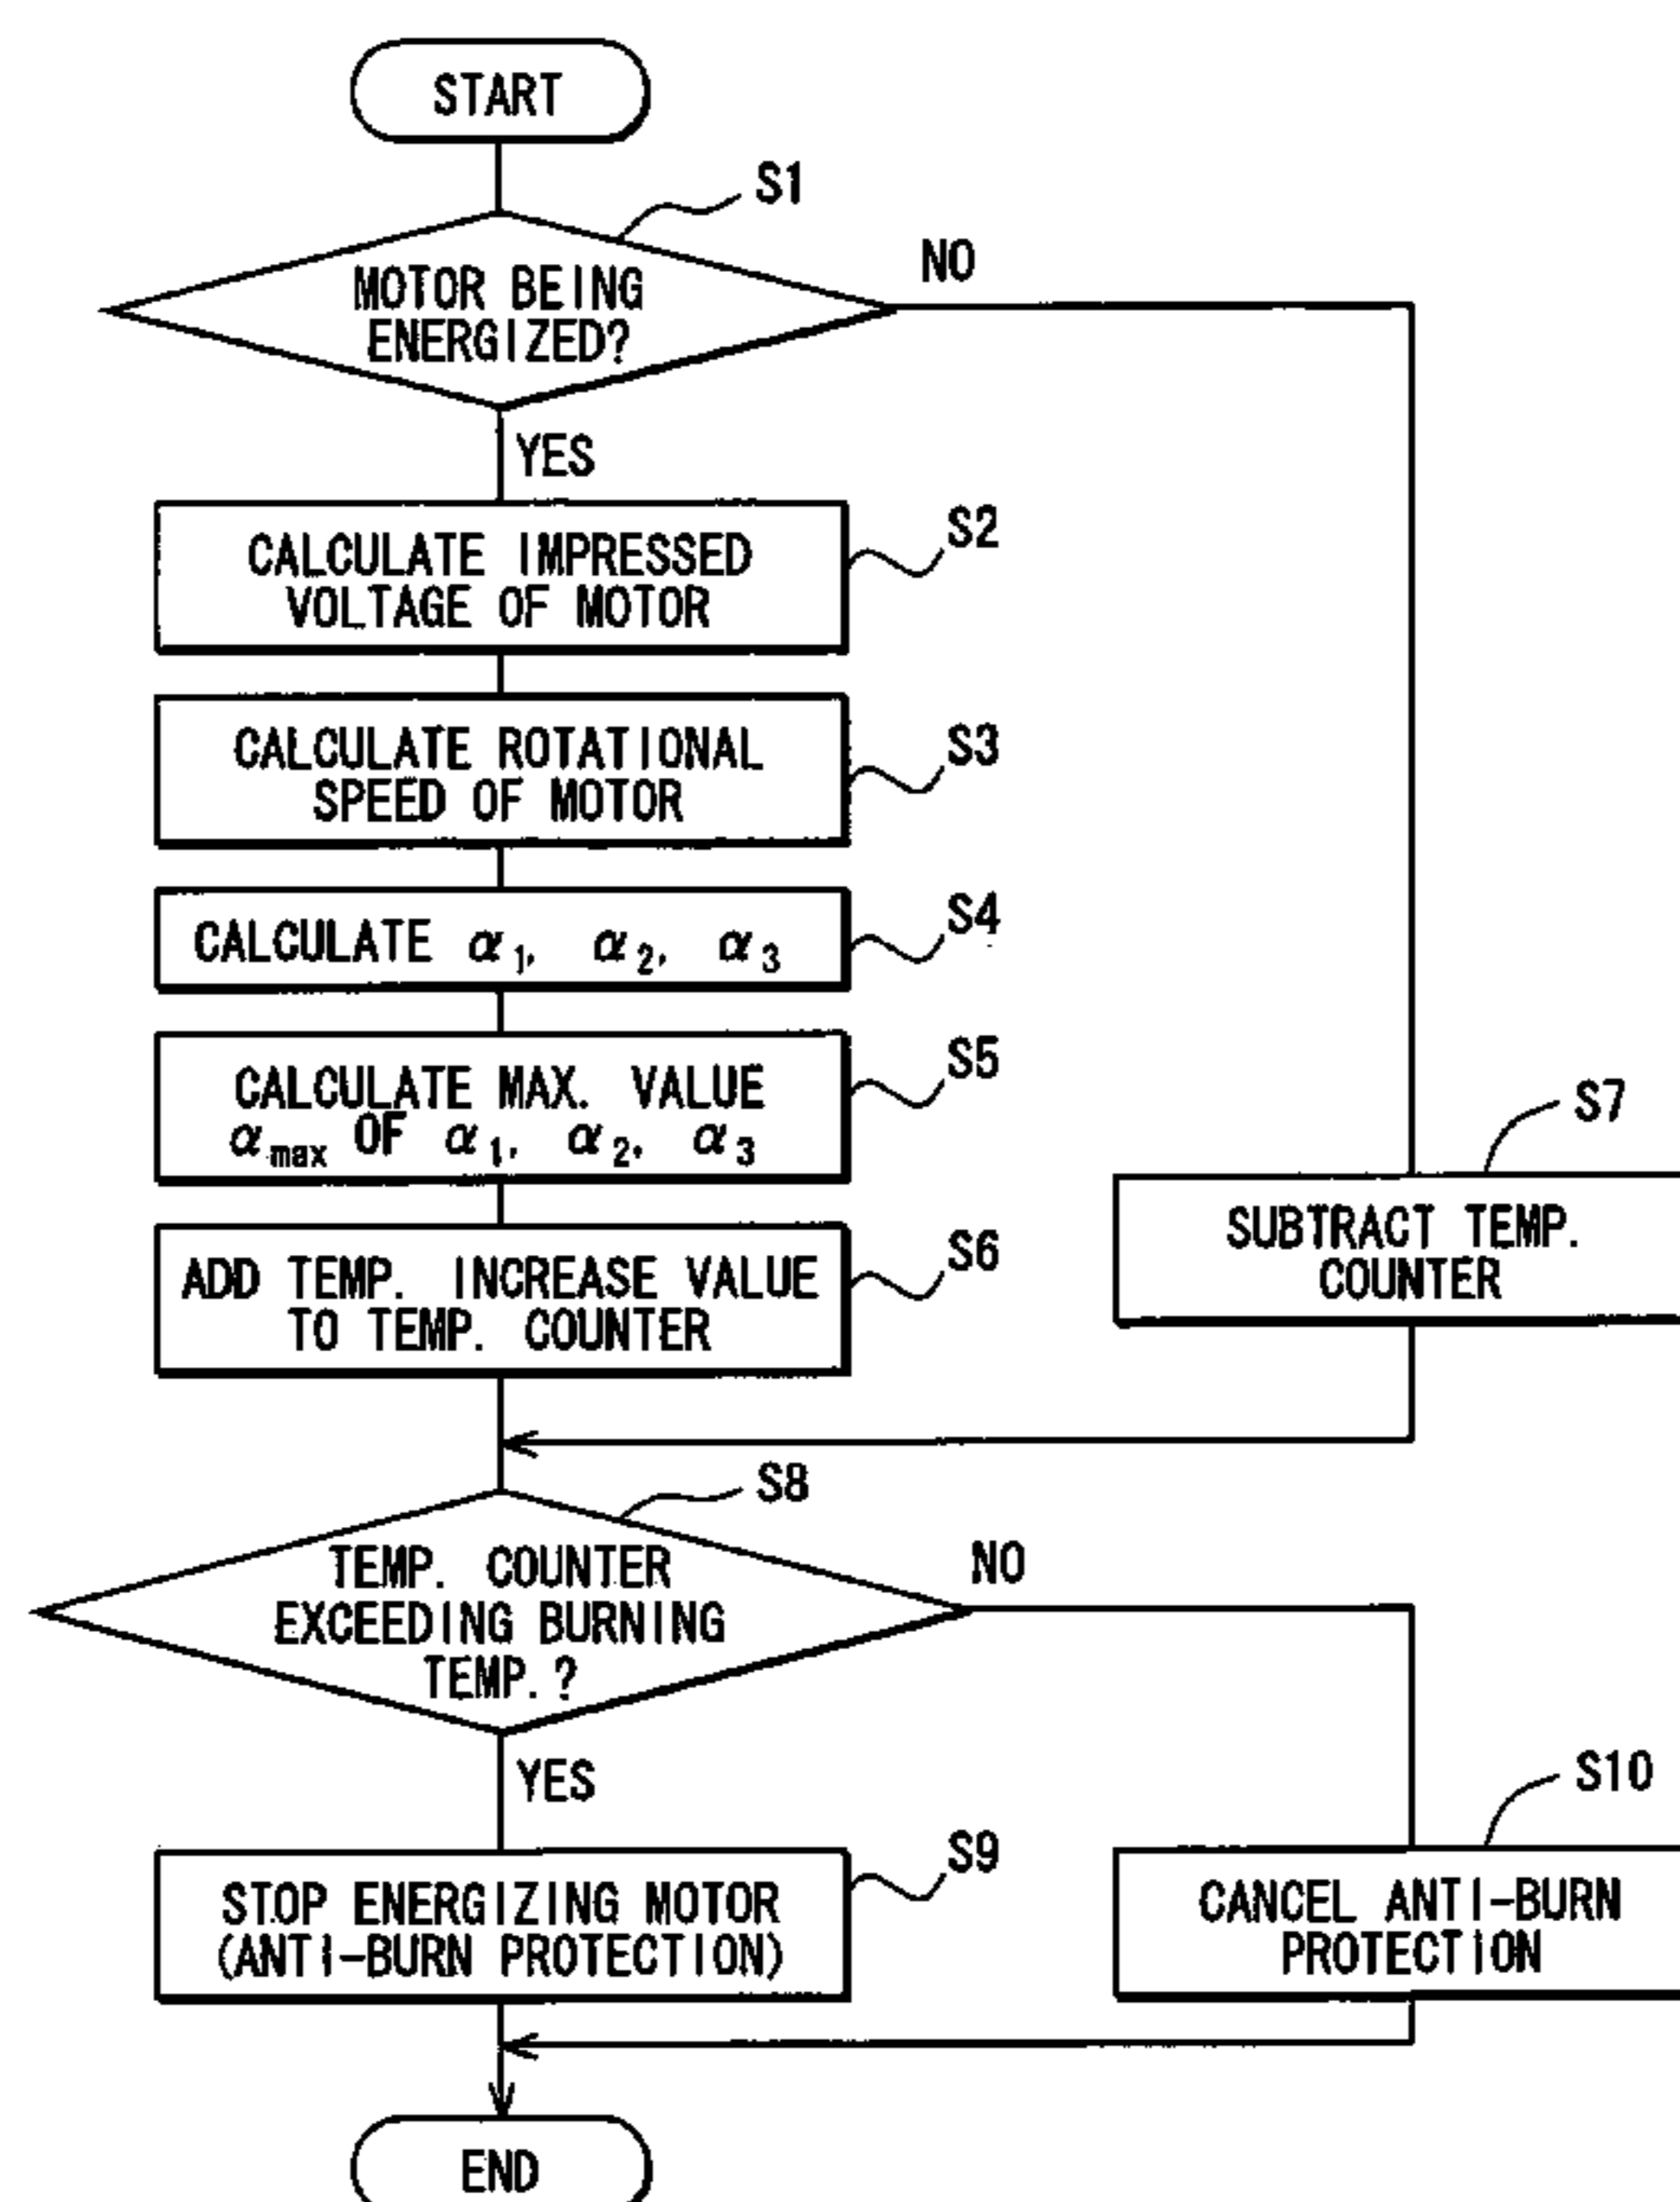 START
S1
MOTOR BEING
ENERGIZED?
NO
YES
CALCULATE IMPRESSED
VOLTAGE OF MOTOR
S2
CALCULATE ROTATIONAL
SPEED OF MOTOR
S3
CALCULATE α1, α2, α3
S4
CALCULATE MAX. VALUE
αmax OF α1, α2, α3
S5
ADD TEMP. INCREASE VALUE
TO TEMP. COUNTER
S6
S7
SUBTRACT TEMP.
COUNTER
S8
TEMP. COUNTER
EXCEEDING BURNING
TEMP.?
NO
YES
STOP ENERGIZING MOTOR
(ANTI-BURN PROTECTION)
S9
S10
CANCEL ANTI-BURN
PROTECTION
END